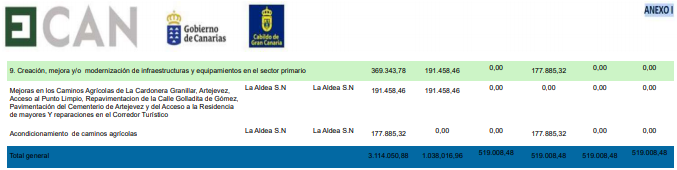 ECAN
Gobierno
de Canarias
Cabildo de
Gran Canaria
ANEXO I
9. Creación, mejora y/o modernización de infraestructuras y equipamientos en el sector primario 369.343,78 191.458,46 0,00 177.885,32 0,00 0,00
Mejoras en los Caminos Agrícolas de La Cardonera Granillar, Artejevez, La Aldea S.N La Aldea S.N 191.458,46 191.458,46 0,00 0,00 0,00 0,00
Acceso al Punto Limpio, Repavimentacion de la Calle Golladita de Gómez,
Pavimentación del Cementerio de Artejevez y del Acceso a la Residencia
de mayores Y reparaciones en el Corredor Turístico
Acondicionamiento de caminos agrícolas La Aldea S.N La Aldea S.N 177.885,32 0,00 0,00 177.885,32 0,00 0,00
Total general 3.114.050,88 1.038.016,96 519.008,48 519.008,48 519.008,48 519.008,48